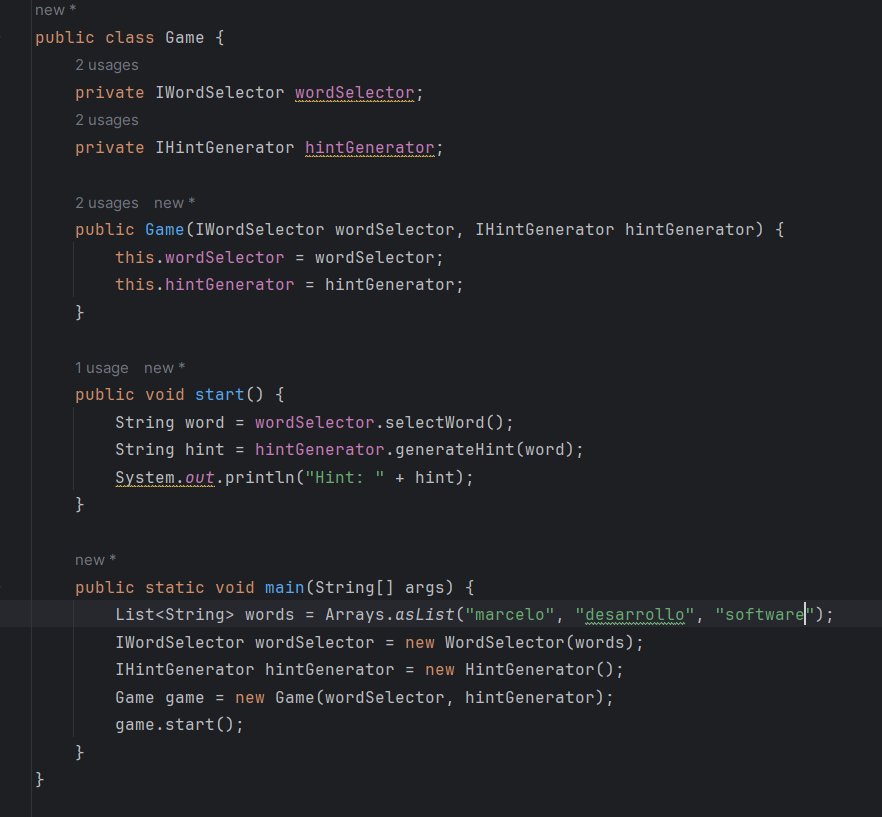 new *
public class Game {
2 usages
private IWordSelector wordSelector;
2 usages
private IHintGenerator hintGenerator;
2 usages   new *
public Game(IWordSelector wordSelector, IHintGenerator hintGenerator) {
this.wordSelector = wordSelector;
this.hintGenerator = hintGenerator;
}
1 usage   new *
public void start() {
String word = wordSelector.selectWord();
String hint = hintGenerator.generateHint(word);
System.out.println("Hint: " + hint);
}
new *
public static void main(String[] args) {
List<String> words = Arrays.asList("marcelo", "desarrollo", "software");
IWordSelector wordSelector = new WordSelector(words);
IHintGenerator hintGenerator = new HintGenerator();
Game game = new Game(wordSelector, hintGenerator);
game.start();
}
}